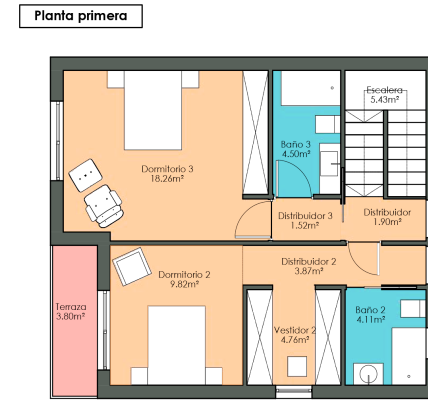 Planta primera
Escalera
5.43m²
Baño 3
4.50m²
Dormitorio 3
18.26m²
Distribuidor 3
1.52m²
Distribuidor
1.90m²
Distribuidor 2
3.87m²
Dormitorio 2
9.82m²
Terraza
3.80m²
Baño 2
4.11m²
Vestidor 2
4.76m²